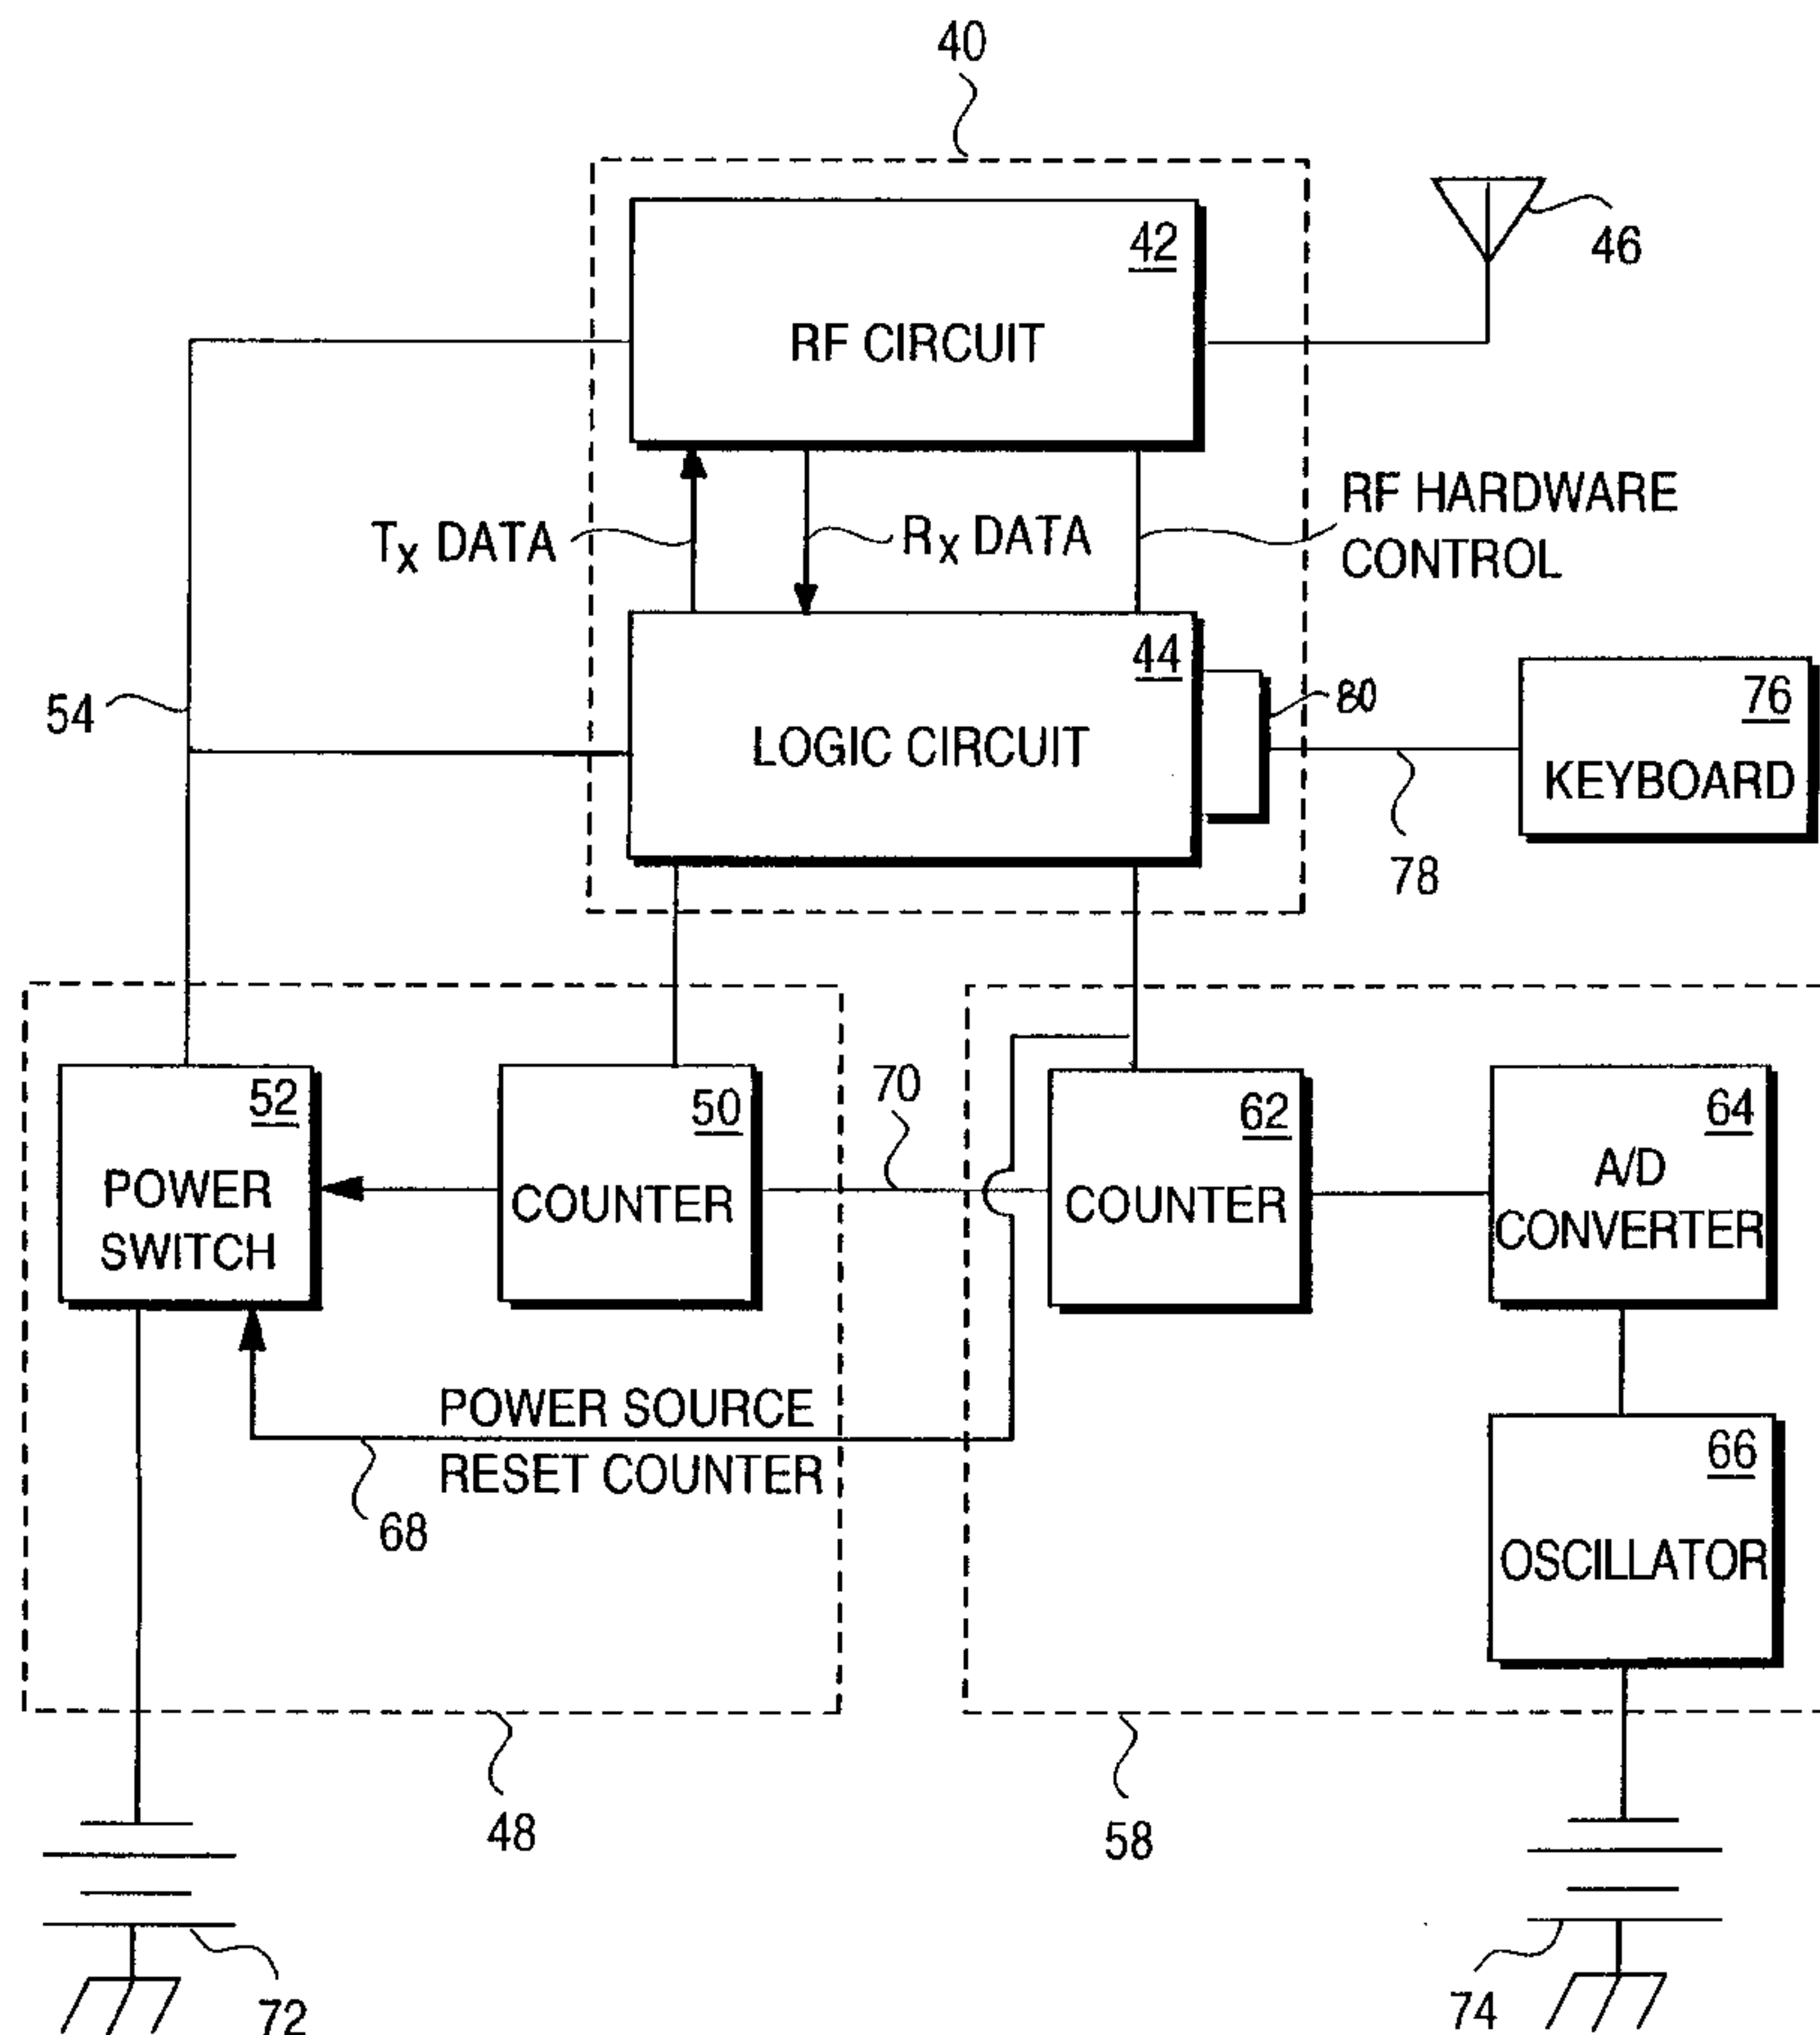 40
42
RF CIRCUIT
46
Tx DATA
Rx DATA
RF HARDWARE
CONTROL
44
LOGIC CIRCUIT
80
76
KEYBOARD
54
78
52
POWER
SWITCH
50
COUNTER
70
62
COUNTER
64
A/D
CONVERTER
POWER SOURCE
RESET COUNTER
68
66
OSCILLATOR
48
58
72
74